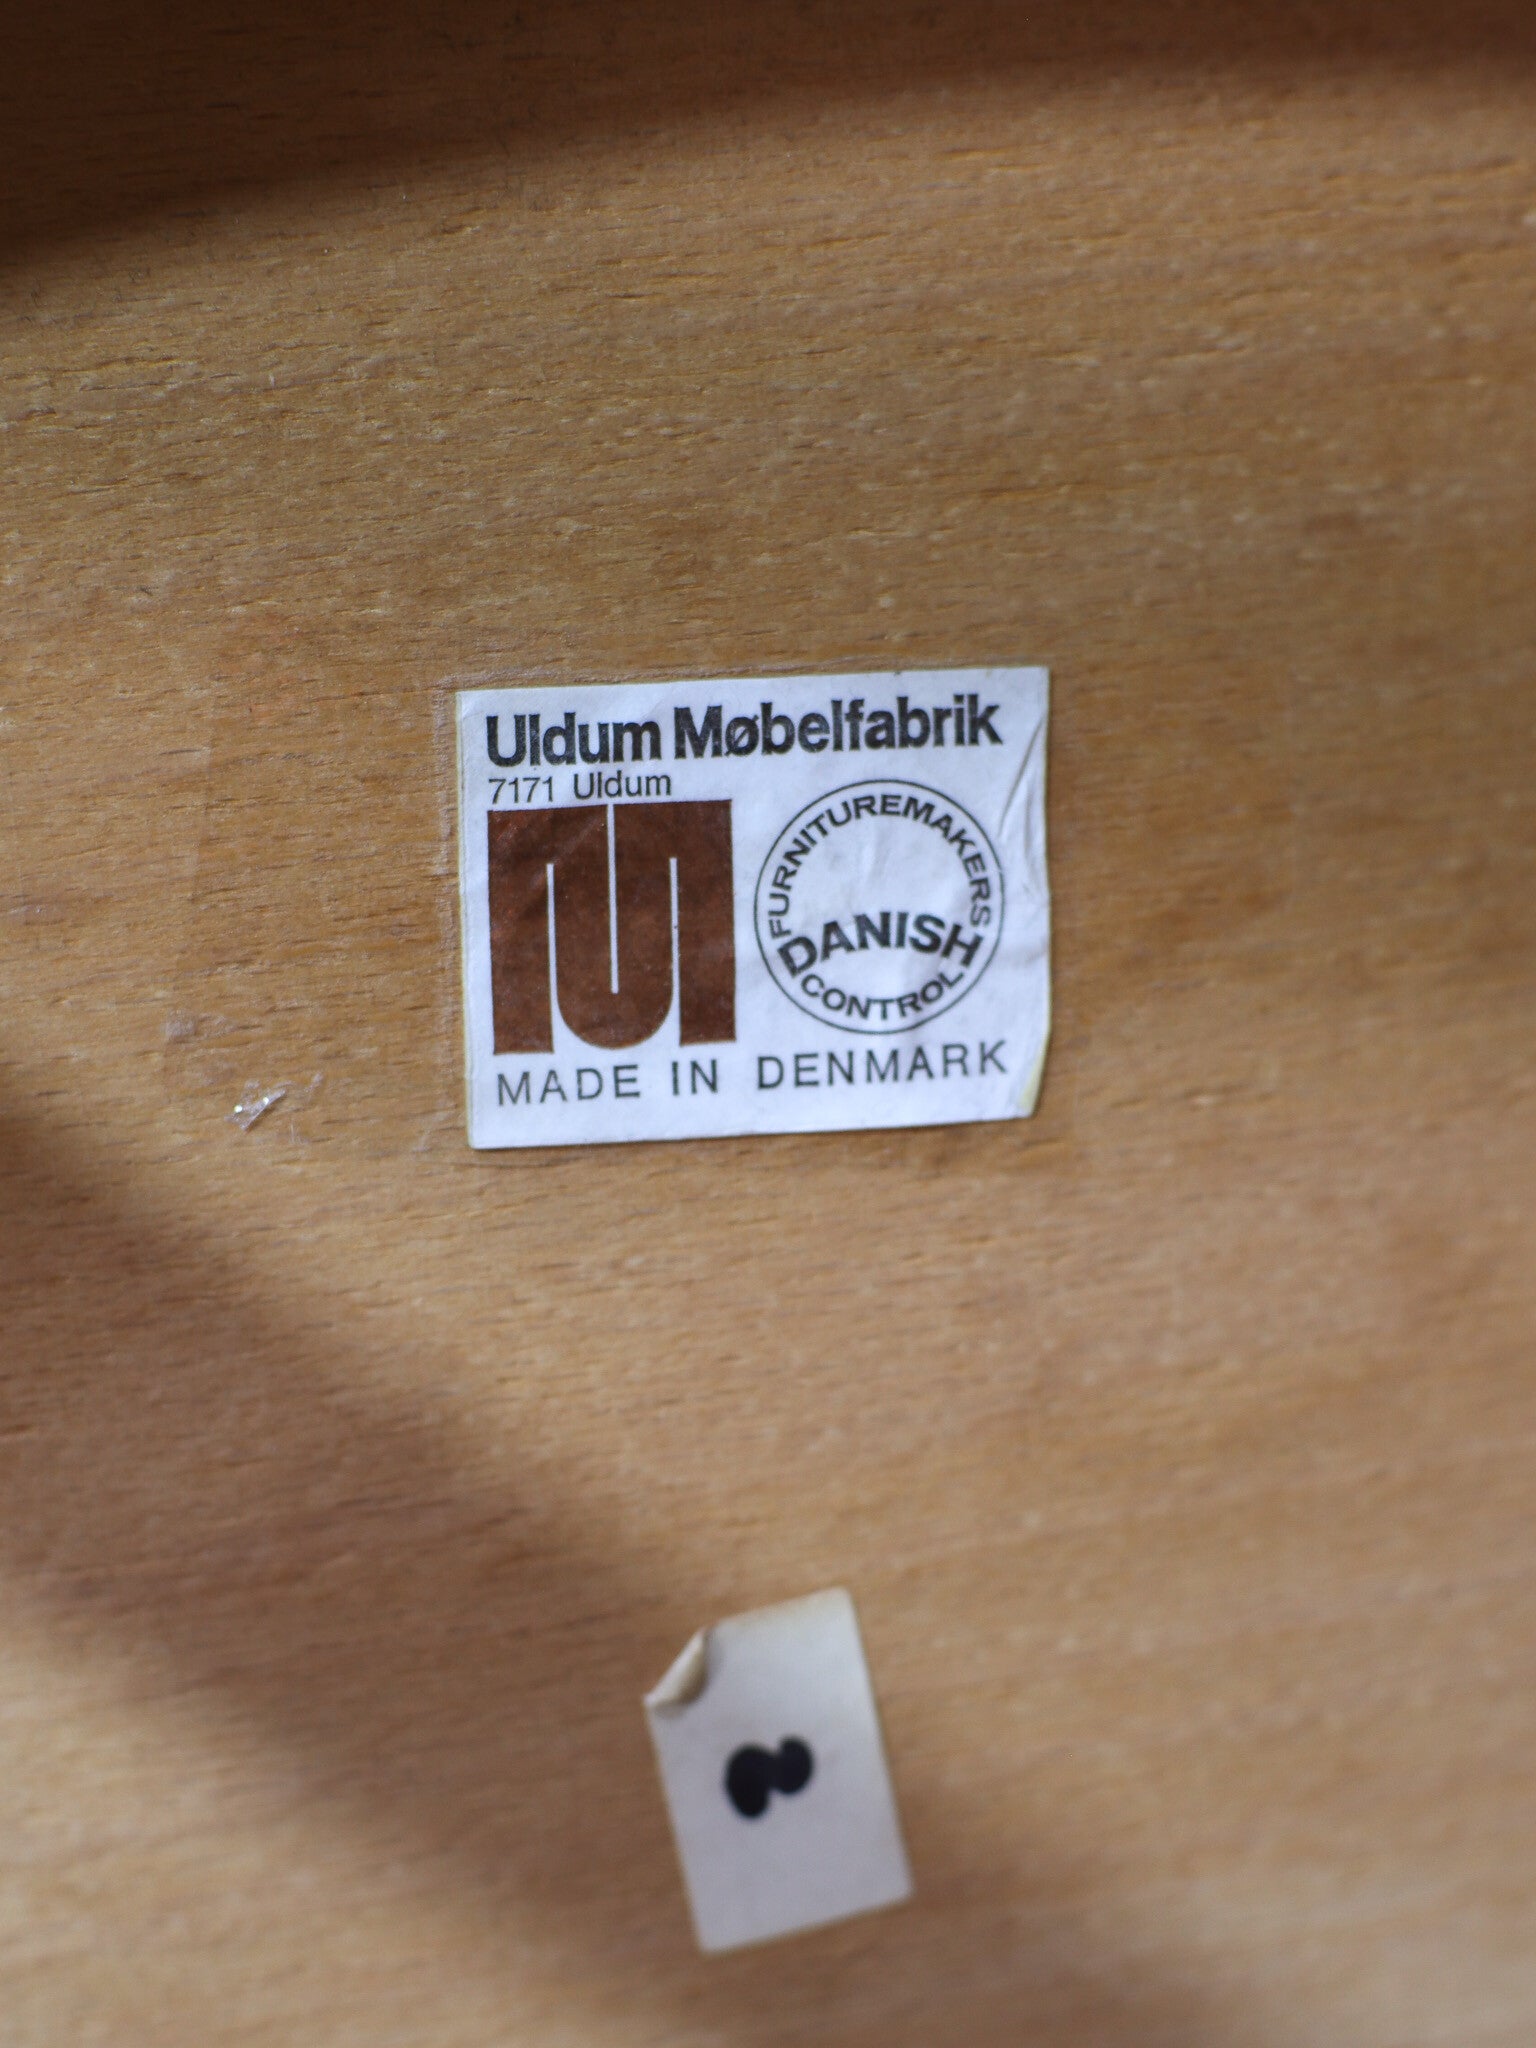 Uldum Møbelfabrik
7171 Uldum
FURNITUREMAKERS
DANISH
CONTROL
MADE IN DENMARK